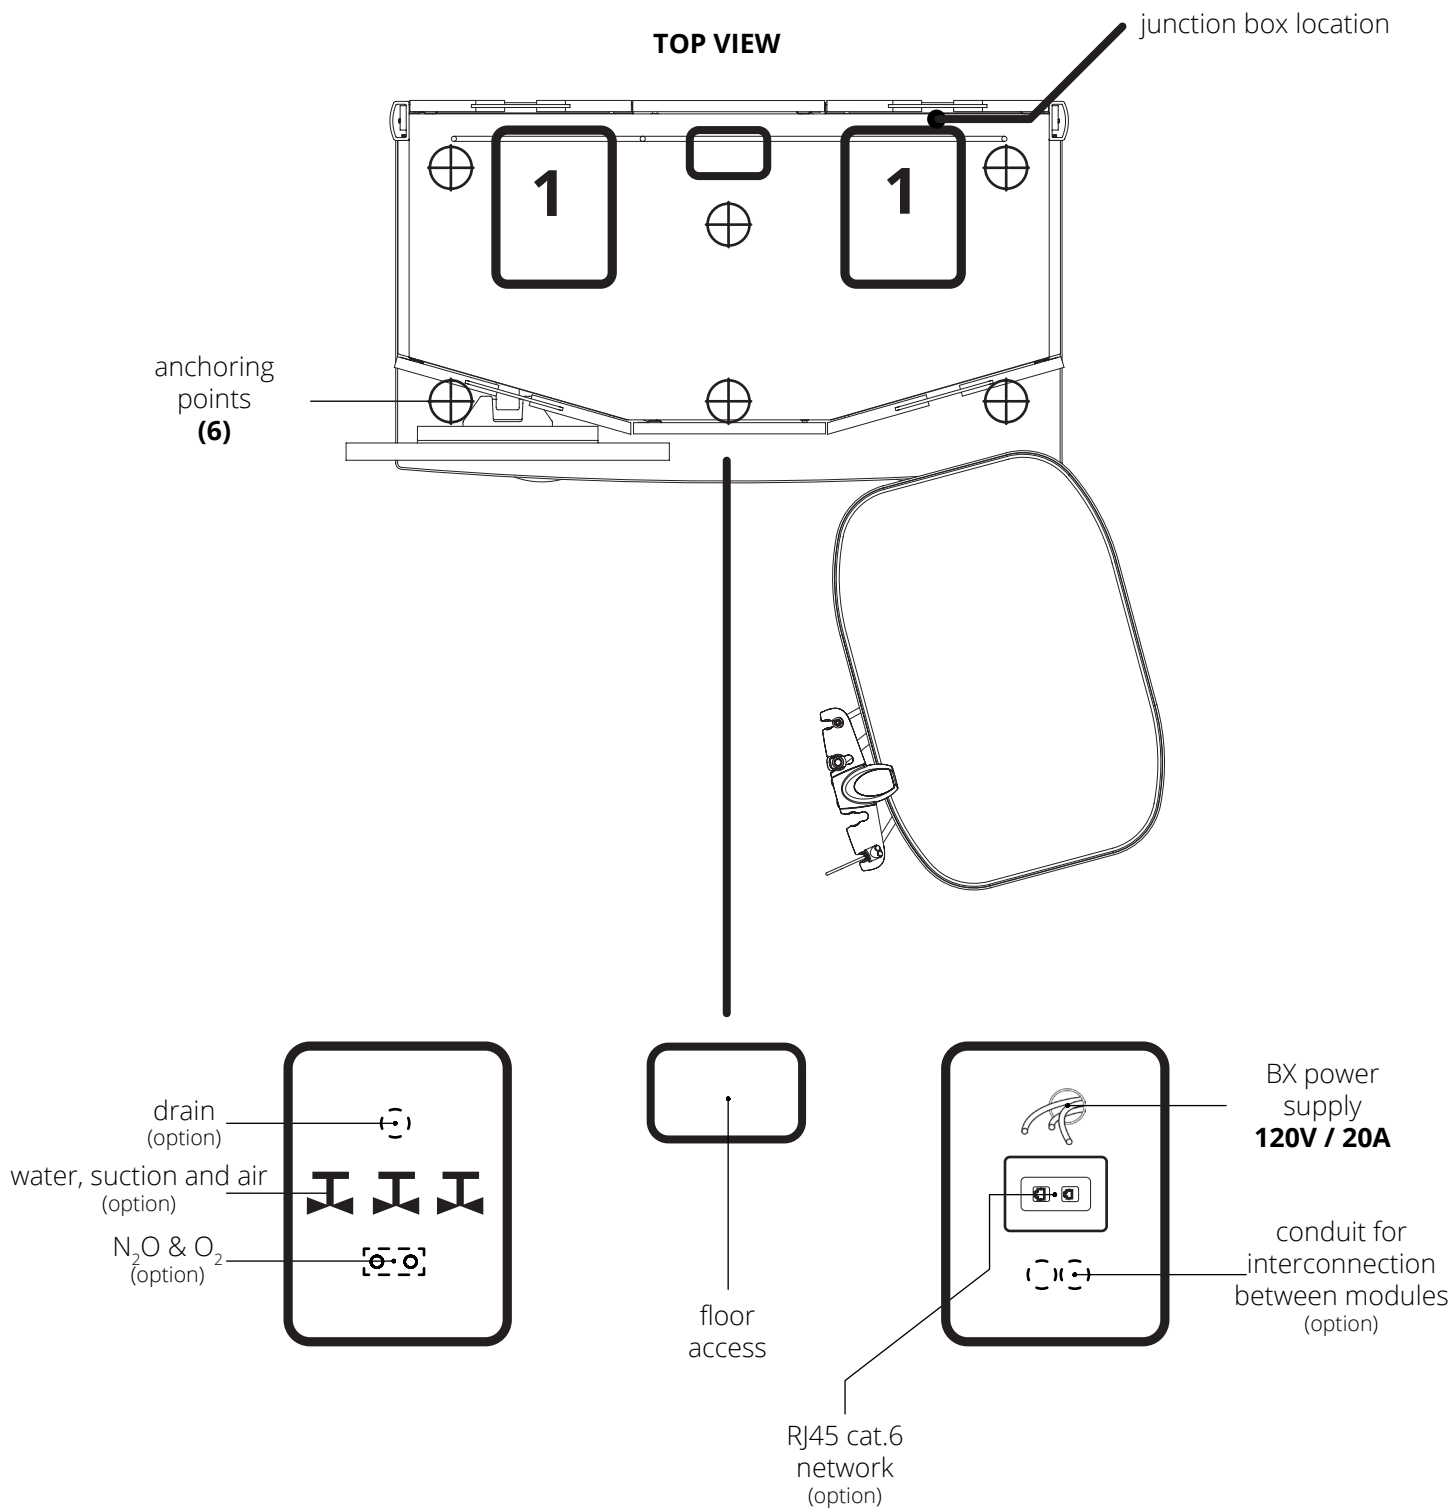 TOP VIEW
junction box location
1
1
anchoring
points
(6)
drain
(option)
water, suction and air
(option)
N₂O & O₂
(option)
floor
access
BX power
supply
120V / 20A
conduit for
interconnection
between modules
(option)
RJ45 cat.6
network
(option)